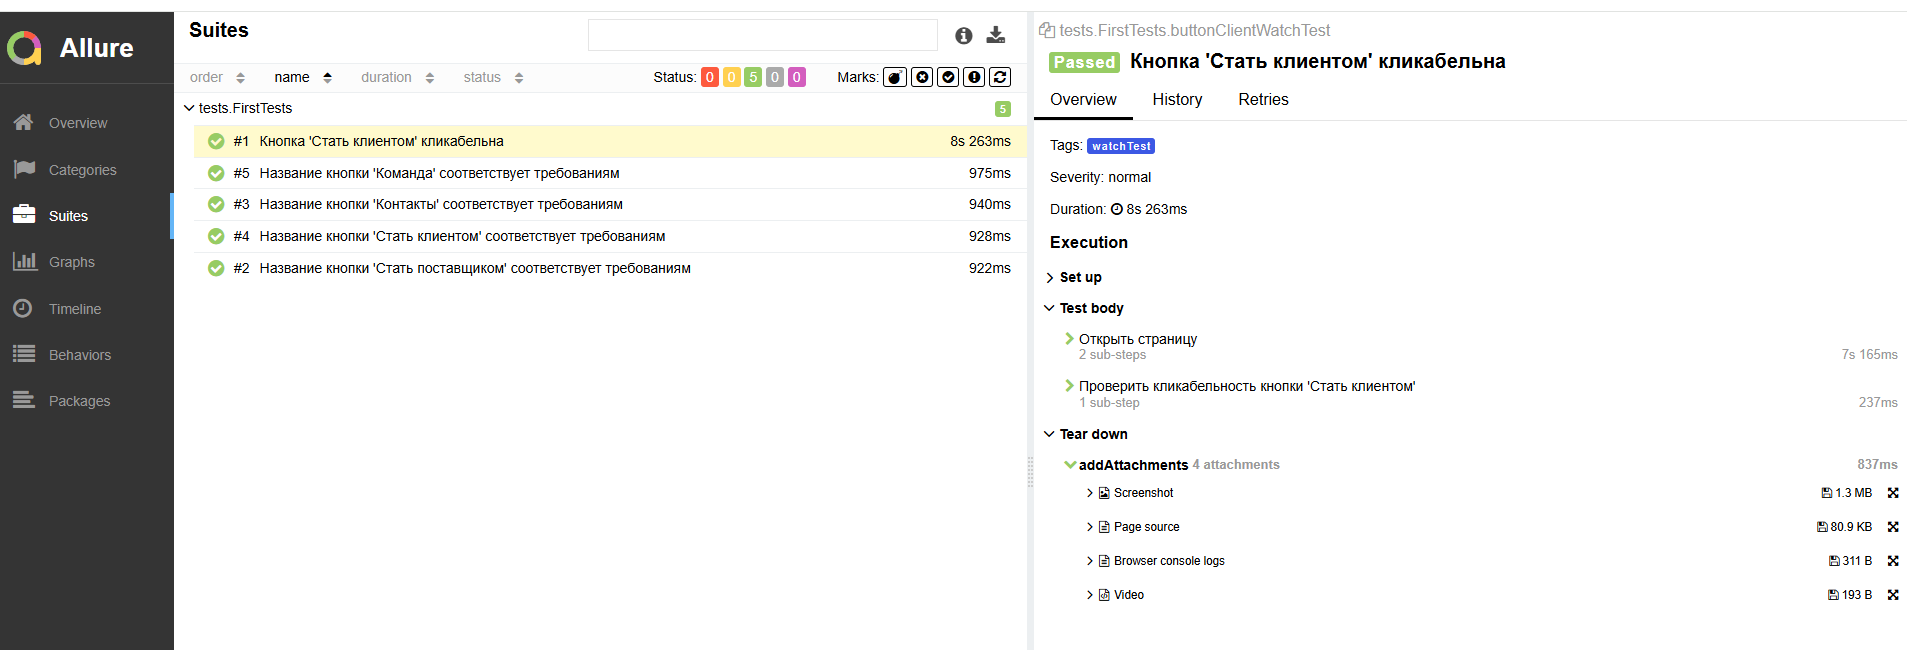 Allure
Overview
Categories
Suites
Graphs
Timeline
Behaviors
Packages
Suites
order name duration status Status: 0 0 5 0 0 Marks:
tests.FirstTests 5
#1 Кнопка 'Стать клиентом' кликабельна 8s 263ms
#5 Название кнопки 'Команда' соответствует требованиям 975ms
#3 Название кнопки 'Контакты' соответствует требованиям 940ms
#4 Название кнопки 'Стать клиентом' соответствует требованиям 928ms
#2 Название кнопки 'Стать поставщиком' соответствует требованиям 922ms
tests.FirstTests.buttonClientWatchTest
Passed Кнопка 'Стать клиентом' кликабельна
Overview History Retries
Tags: watchTest
Severity: normal
Duration: 8s 263ms
Execution
Set up
Test body
Открыть страницу
2 sub-steps 7s 165ms
Проверить кликабельность кнопки 'Стать клиентом'
1 sub-step 237ms
Tear down
addAttachments 4 attachments 837ms
Screenshot 1.3 MB
Page source 80.9 KB
Browser console logs 311 B
Video 193 B